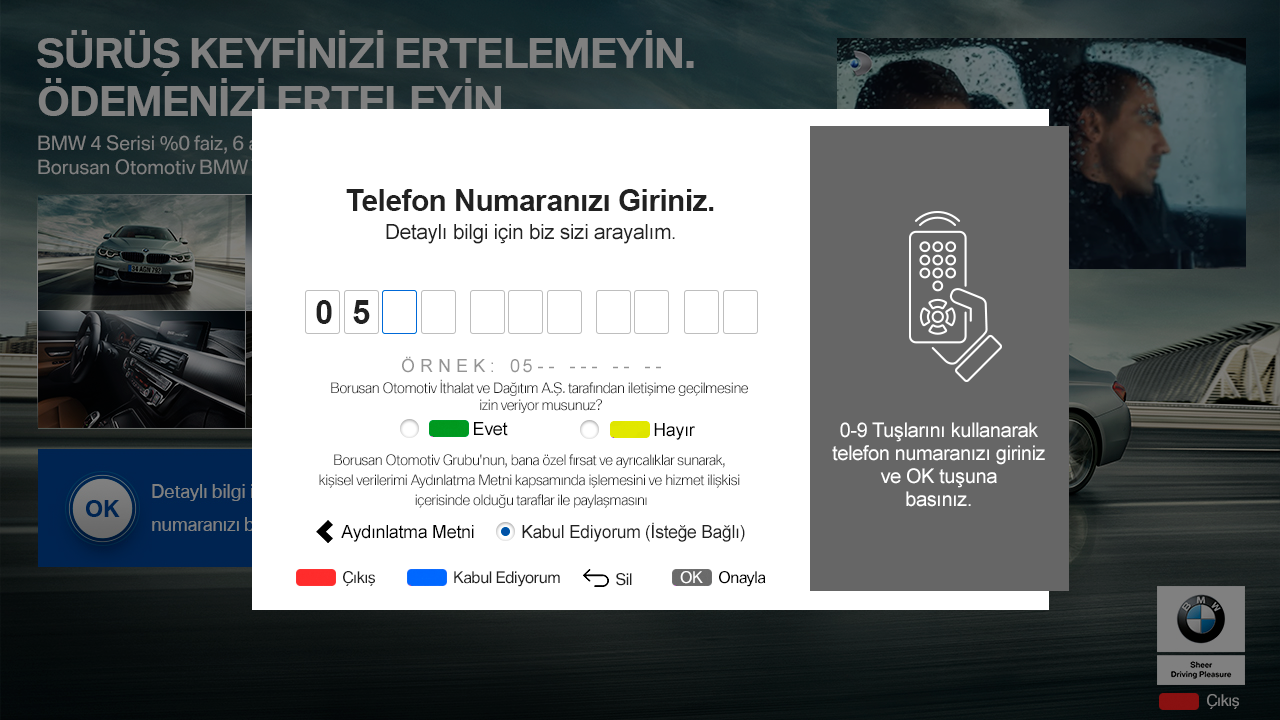 SÜRÜŞ KEYFİNİZİ ERTELEMEYİN.
ÖDEMENİZİ ERTELEYİN
BMW 4 Serisi %0 faiz, 6
Borusan Otomotiv BMW
Telefon Numaranızı Giriniz.
Detaylı bilgi için biz sizi arayalım.
0 5
ÖRNEK: 05-- --- -- --
Borusan Otomotiv İthalat ve Dağıtım A.Ş. tarafından iletişime geçilmesine
izin veriyor musunuz?
Evet Hayır
Borusan Otomotiv Grubu'nun, bana özel fırsat ve ayrıcalıklar sunarak,
kişisel verilerimi Aydınlatma Metni kapsamında işlemesini ve hizmet ilişkisi
içerisinde olduğu taraflar ile paylaşmasını
Aydınlatma Metni Kabul Ediyorum (İsteğe Bağlı)
Çıkış Kabul Ediyorum Sil OK Onayla
0-9 Tuşlarını kullanarak
telefon numaranızı giriniz
ve OK tuşuna
basınız.
OK
Detaylı bilgi
numaranızı
BMW
Sheer
Driving Pleasure
Çıkış